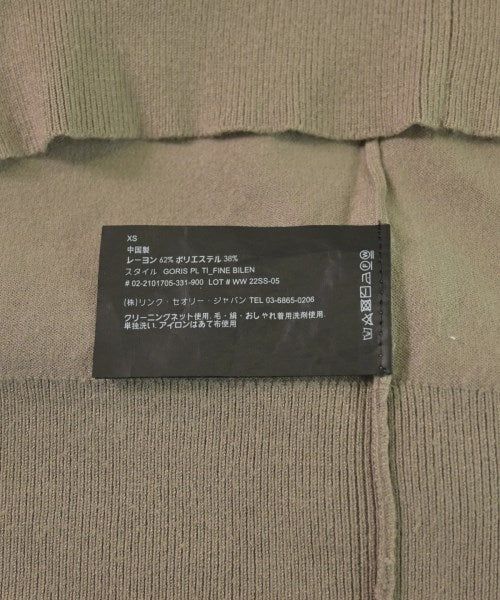 XS
中国製
レーヨン 62% ポリエステル 38%
スタイル GORIS PL TI_FINE BILEN
# 02-2101705-331-900 LOT # WW 22SS-05
(株)リンク・セオリー・ジャパン TEL 03-6865-0206
クリーニングネット使用. 毛・絹・おしゃれ着用洗剤使用.
単独洗い. アイロンはあて布使用